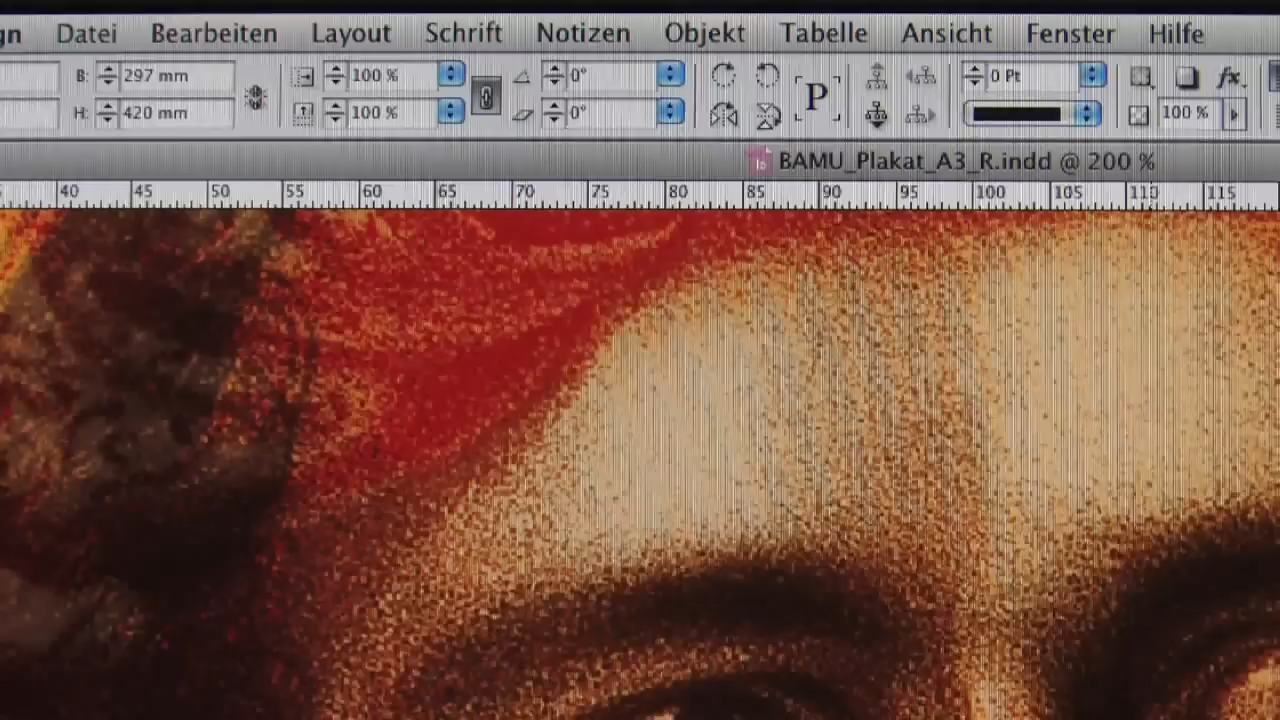 gn Datei Bearbeiten Layout Schrift Notizen Objekt Tabelle Ansicht Fenster Hilfe
B: 297 mm 100 % 0° 0 Pt fx
H: 420 mm 100 % 0° P 100 %
BAMU_Plakat_A3_R.indd @ 200 %
40 45 50 55 60 65 70 75 80 85 90 95 100 105 110 115